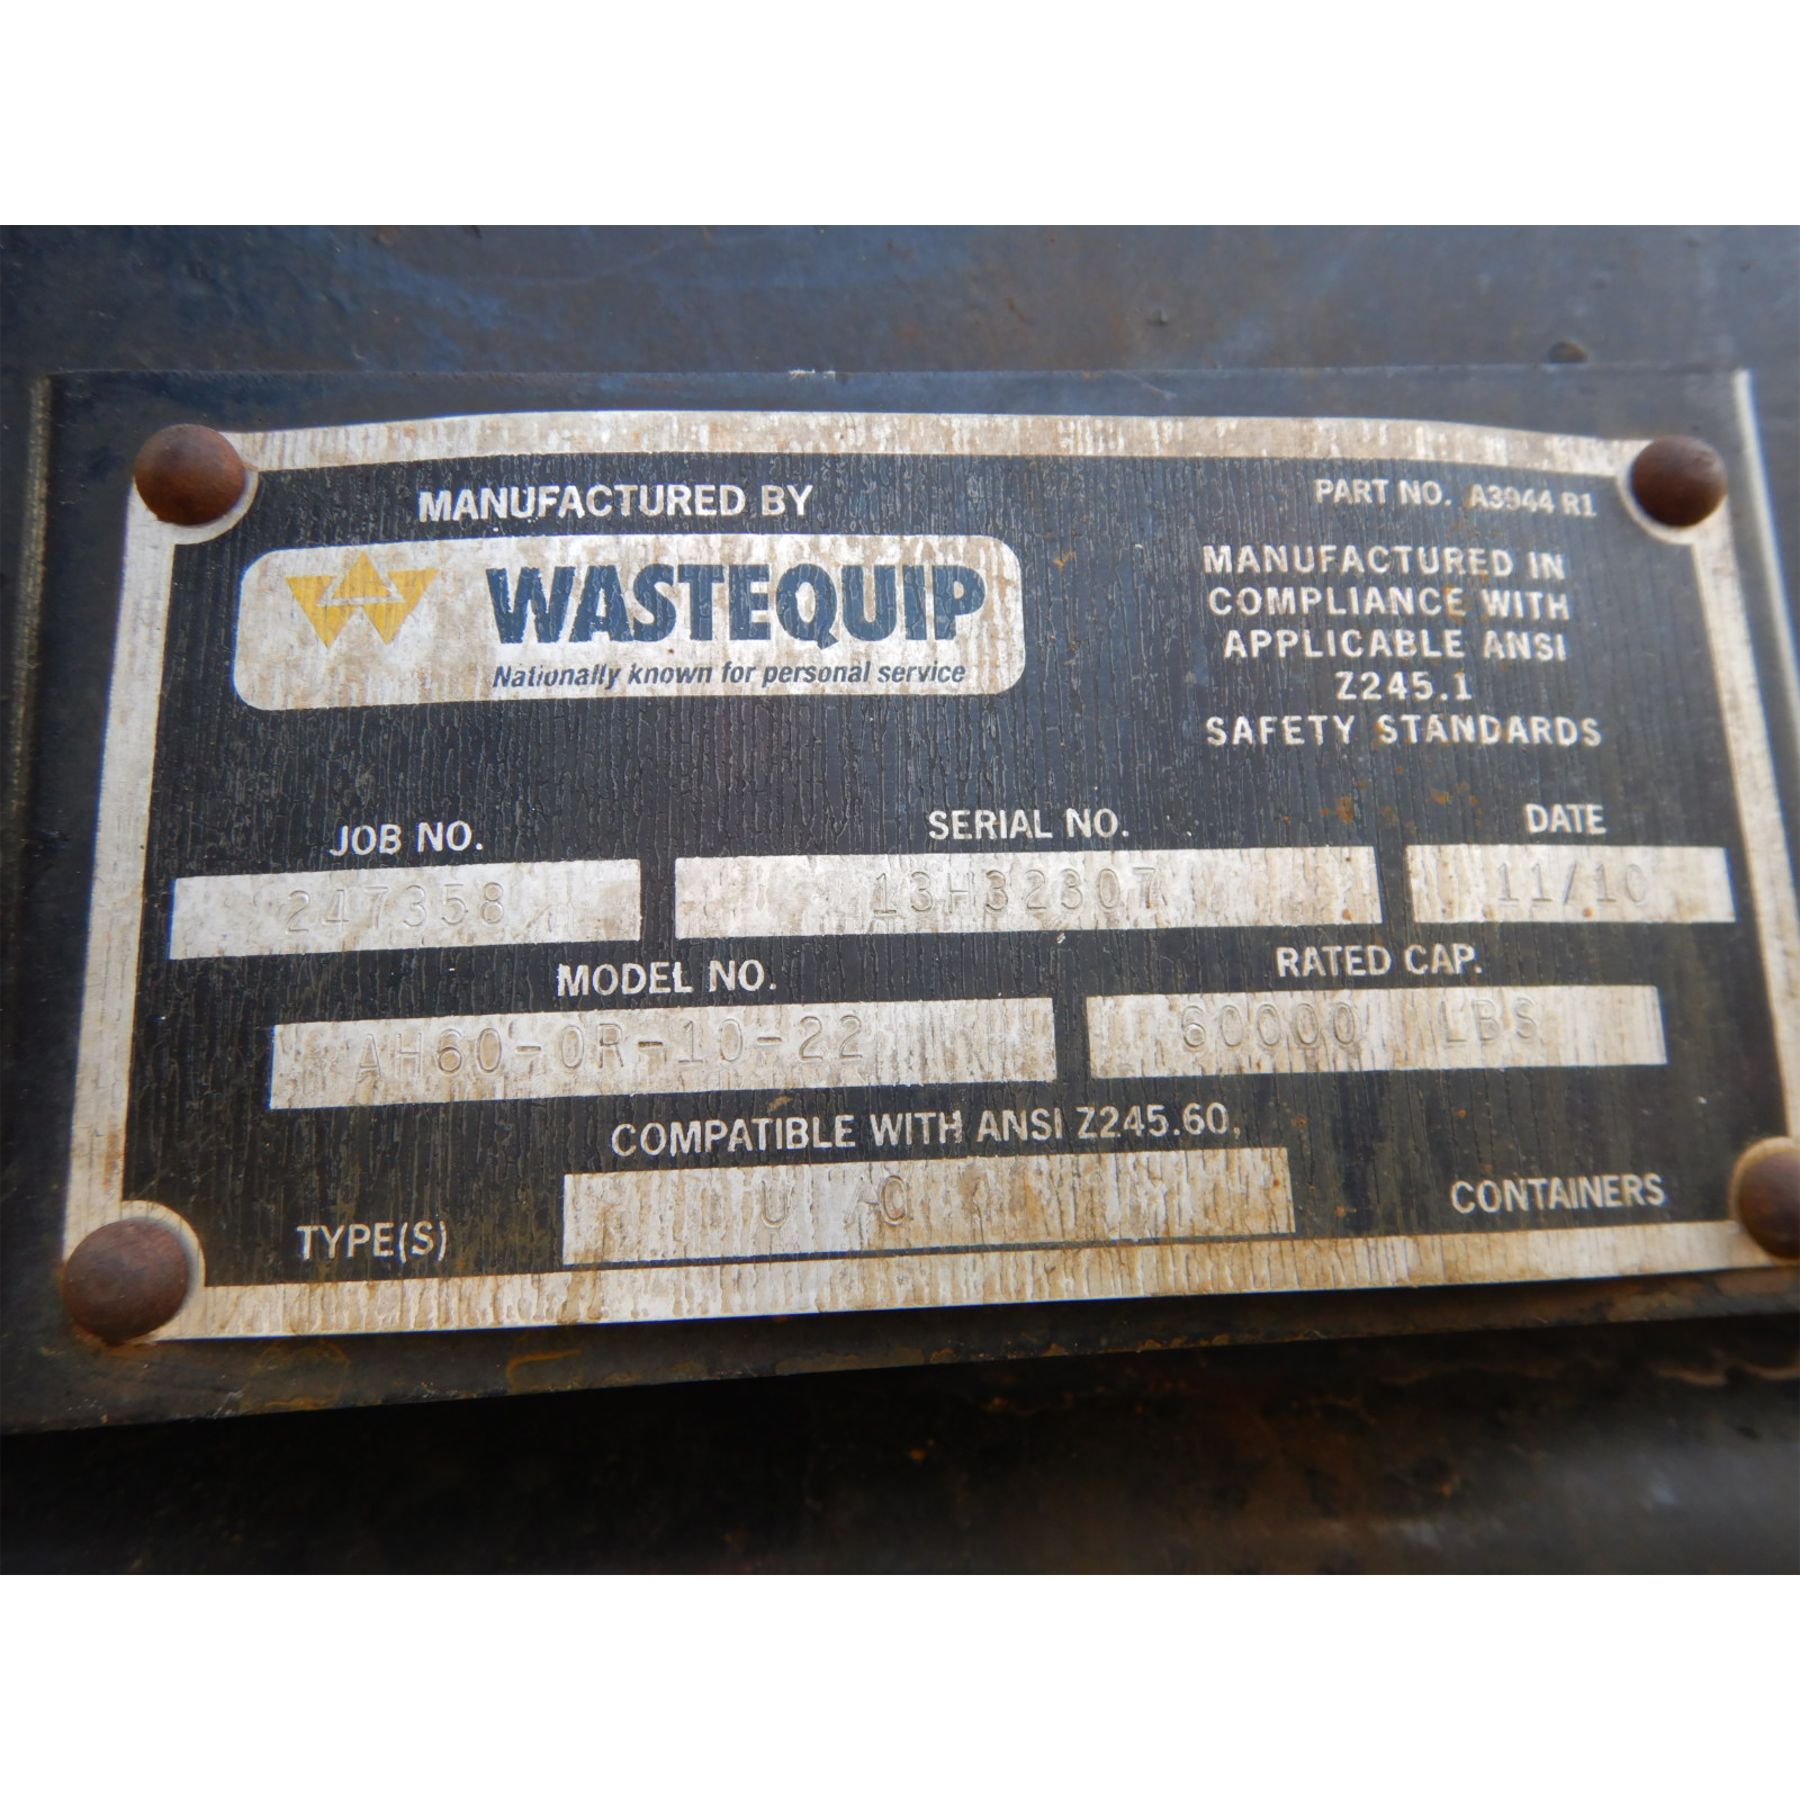 MANUFACTURED BY
WASTEQUIP
Nationally known for personal service
PART NO. A3944 R1
MANUFACTURED IN
COMPLIANCE WITH
APPLICABLE ANSI
Z245.1
SAFETY STANDARDS
JOB NO. SERIAL NO. DATE
247358 13H32307 11/10
MODEL NO. RATED CAP.
AH60-0R-10-22 60000 LBS
COMPATIBLE WITH ANSI Z245.60,
TYPE(S) CONTAINERS